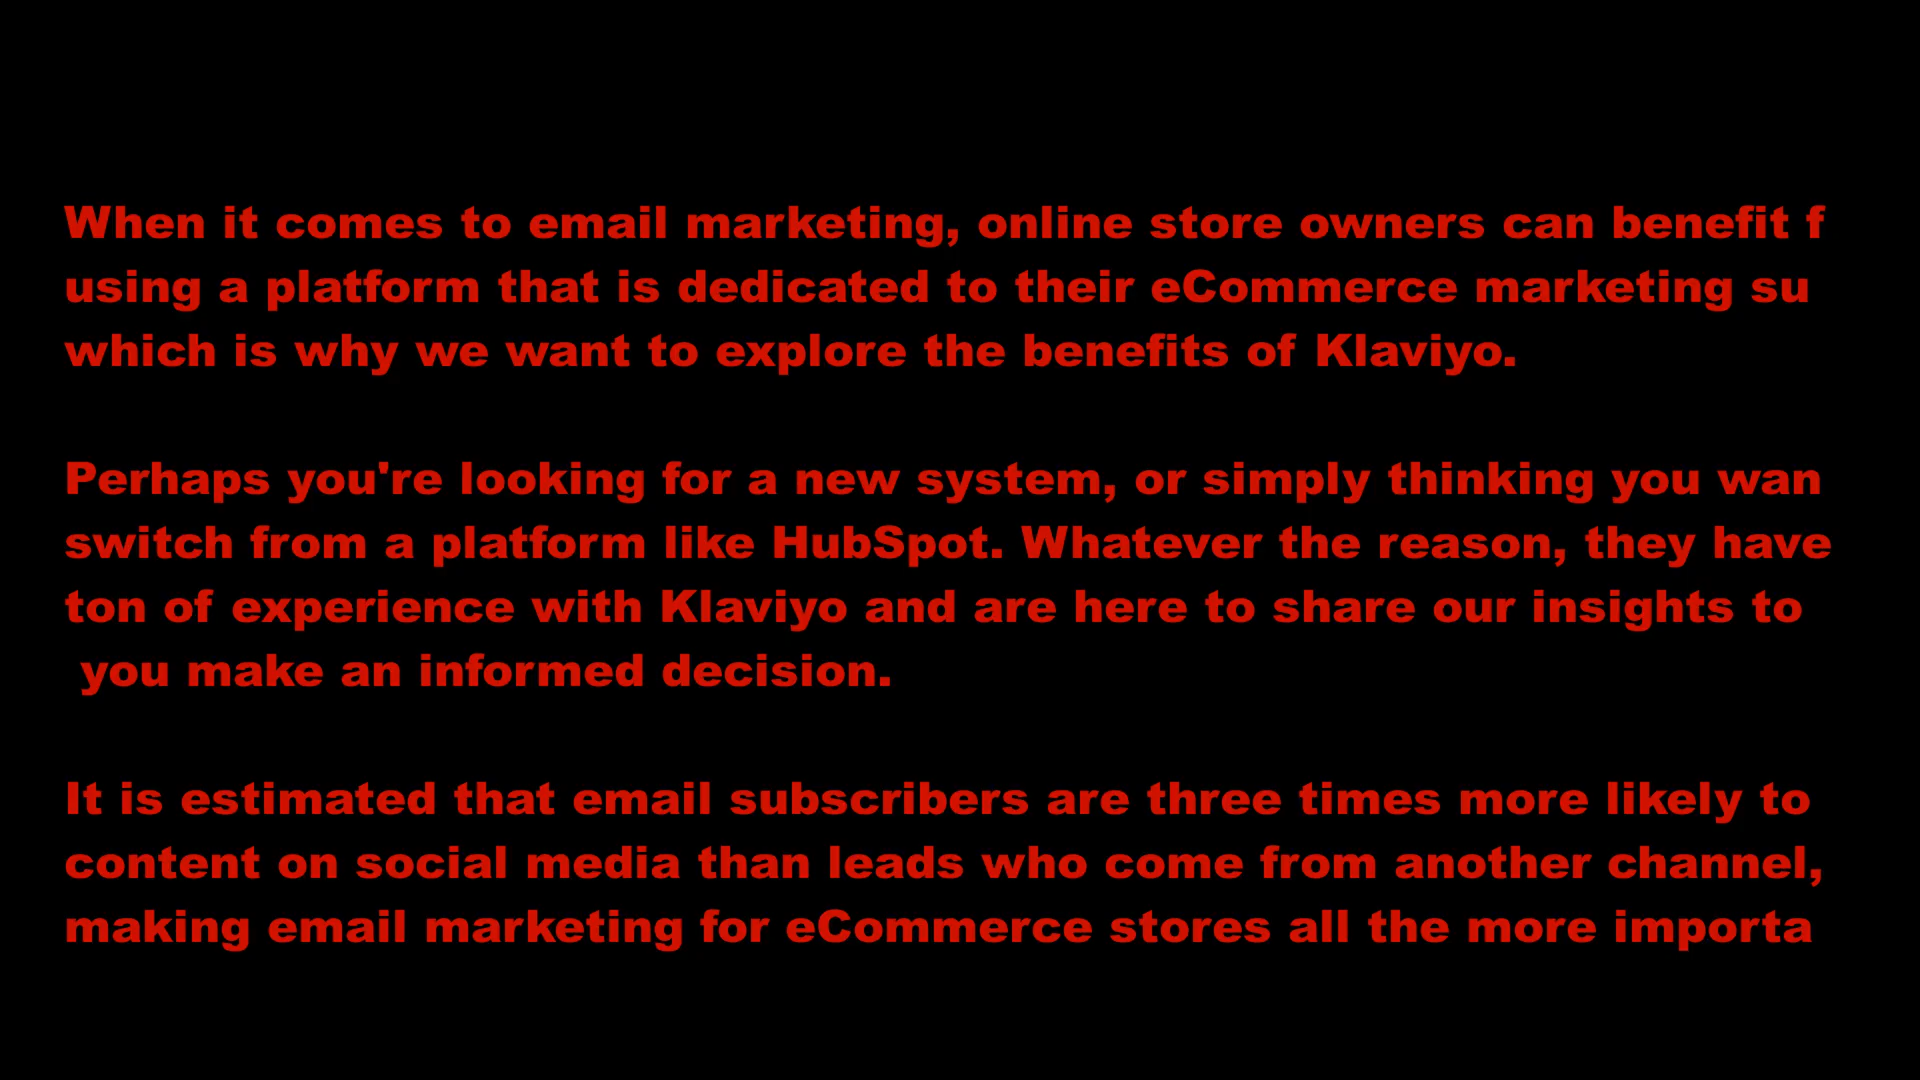 When it comes to email marketing, online store owners can benefit f
using a platform that is dedicated to their eCommerce marketing su
which is why we want to explore the benefits of Klaviyo.
Perhaps you're looking for a new system, or simply thinking you wan
switch from a platform like HubSpot. Whatever the reason, they have
ton of experience with Klaviyo and are here to share our insights to
you make an informed decision.
It is estimated that email subscribers are three times more likely to
content on social media than leads who come from another channel,
making email marketing for eCommerce stores all the more importa